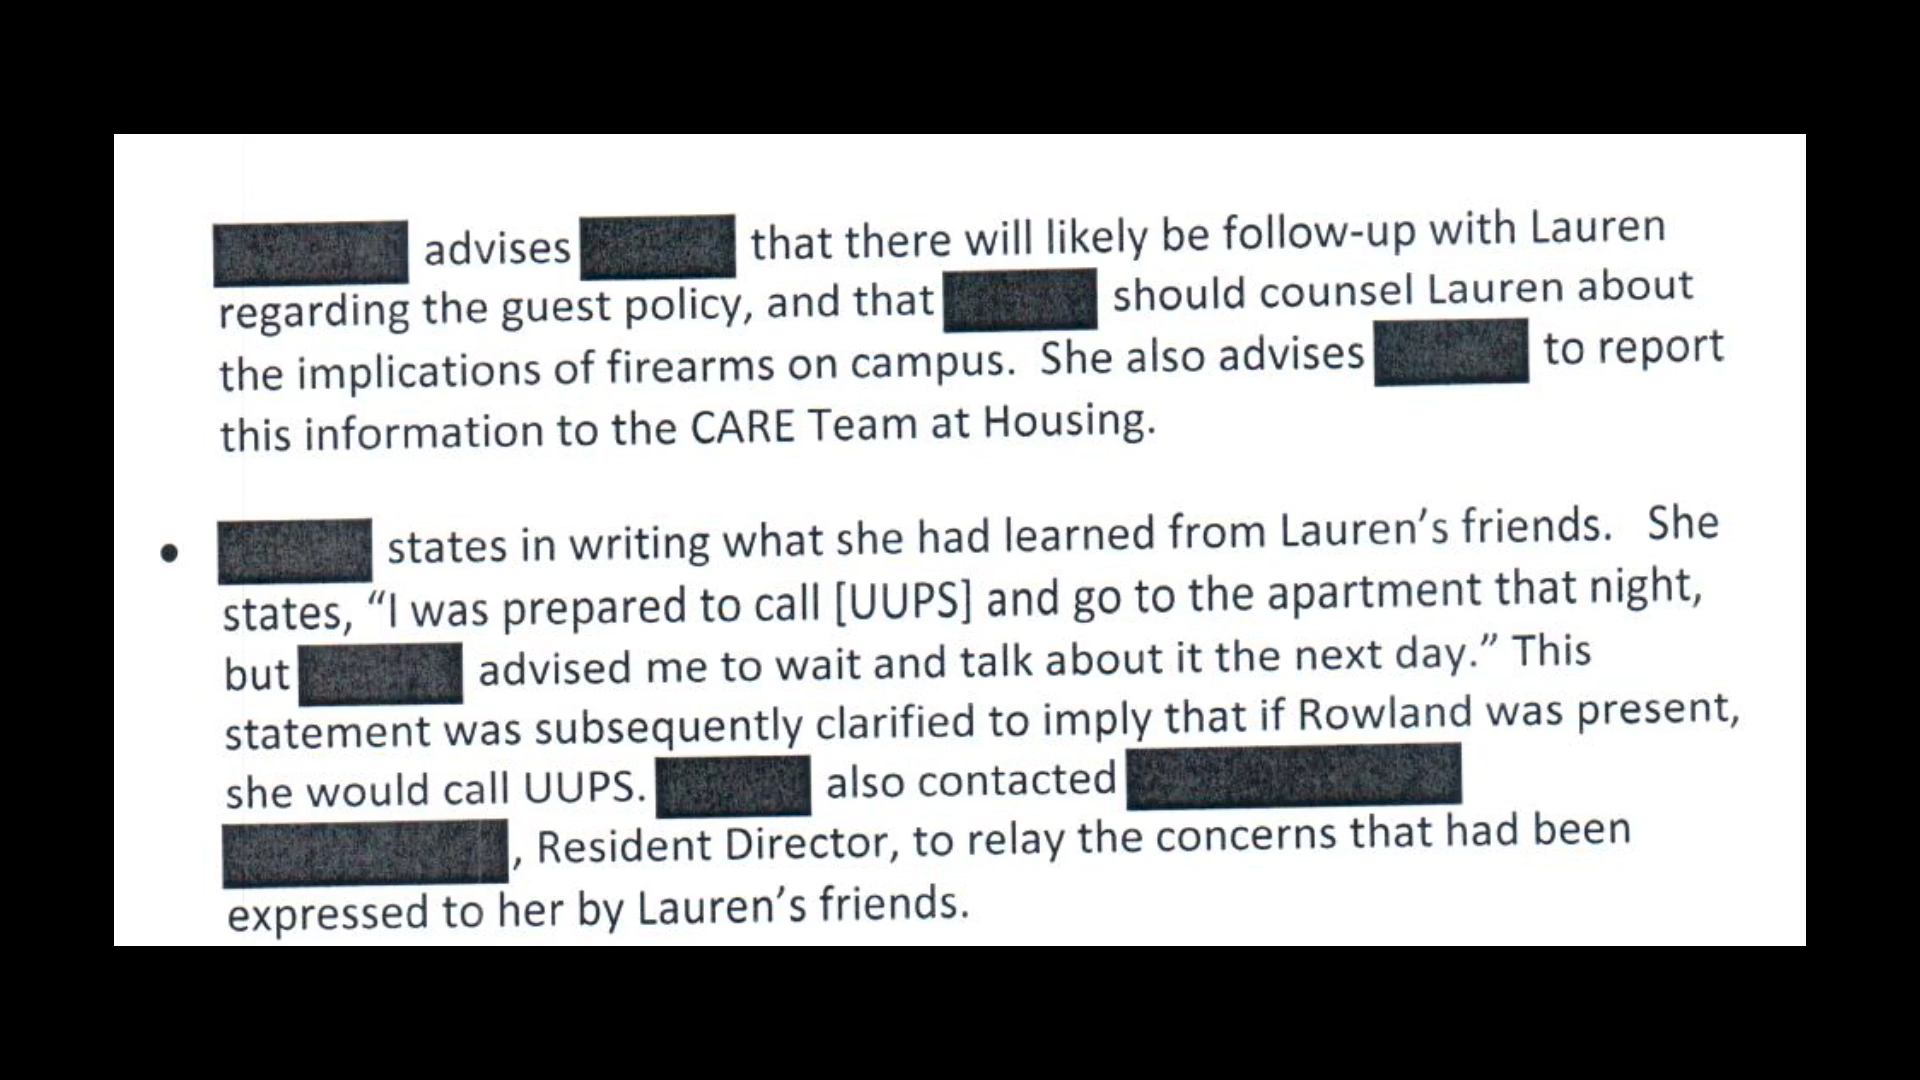 advises that there will likely be follow-up with Lauren
regarding the guest policy, and that should counsel Lauren about
the implications of firearms on campus. She also advises to report
this information to the CARE Team at Housing.
• states in writing what she had learned from Lauren’s friends. She
states, “I was prepared to call [UUPS] and go to the apartment that night,
but advised me to wait and talk about it the next day.” This
statement was subsequently clarified to imply that if Rowland was present,
she would call UUPS. also contacted
, Resident Director, to relay the concerns that had been
expressed to her by Lauren’s friends.